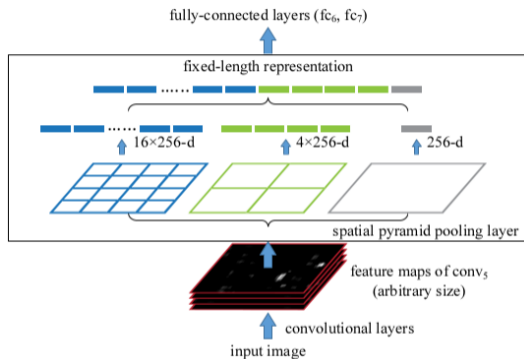 fully-connected layers (fc₆, fc₇)
fixed-length representation
......
......
16×256-d
4×256-d
256-d
spatial pyramid pooling layer
feature maps of conv₅
(arbitrary size)
convolutional layers
input image